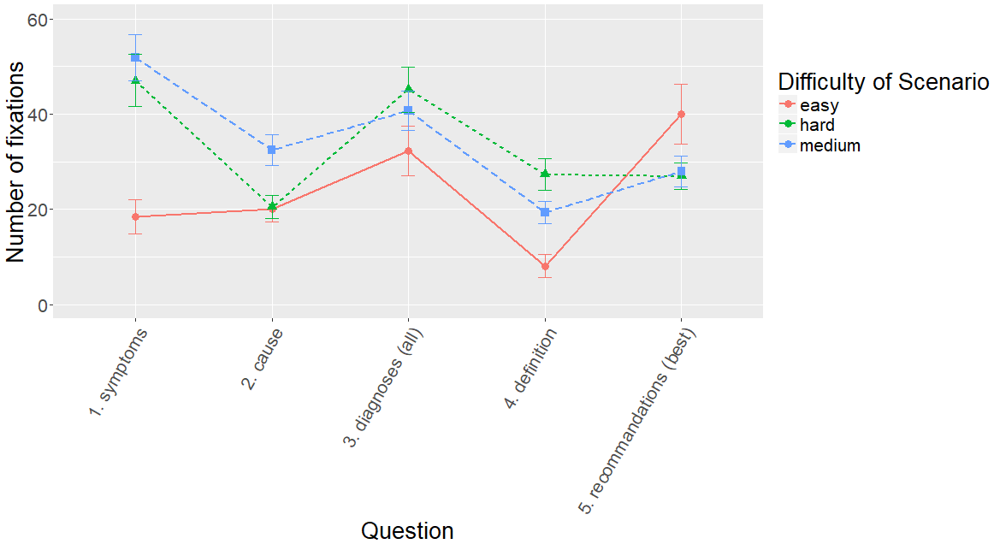 Number of fixations
60
40
20
0
1. symptoms
2. cause
3. diagnoses (all)
4. definition
5. recommandations (best)
Question
Difficulty of Scenario
easy
hard
medium